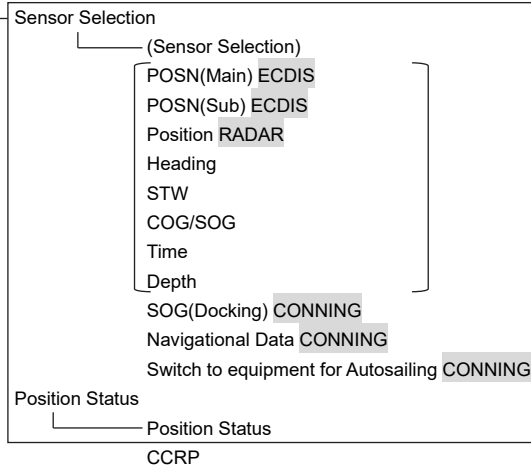 Sensor Selection
(Sensor Selection)
POSN(Main) ECDIS
POSN(Sub) ECDIS
Position RADAR
Heading
STW
COG/SOG
Time
Depth
SOG(Docking) CONNING
Navigational Data CONNING
Switch to equipment for Autosailing CONNING
Position Status
Position Status
CCRP